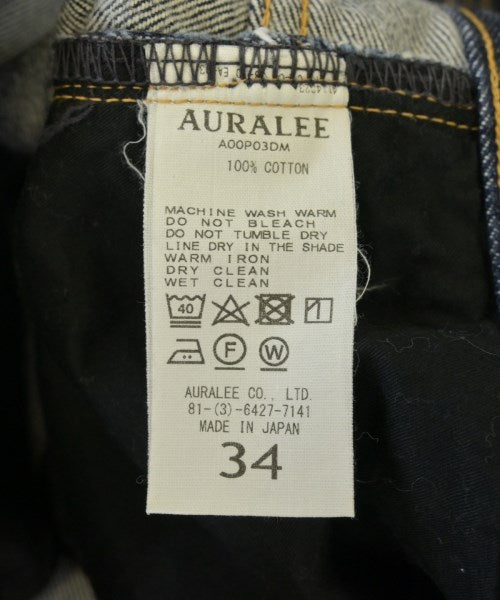 AURALEE
A00P03DM
100% COTTON
MACHINE WASH WARM
DO NOT BLEACH
DO NOT TUMBLE DRY
LINE DRY IN THE SHADE
WARM IRON
DRY CLEAN
WET CLEAN
40
F W
AURALEE CO., LTD.
81-(3)-6427-7141
MADE IN JAPAN
34